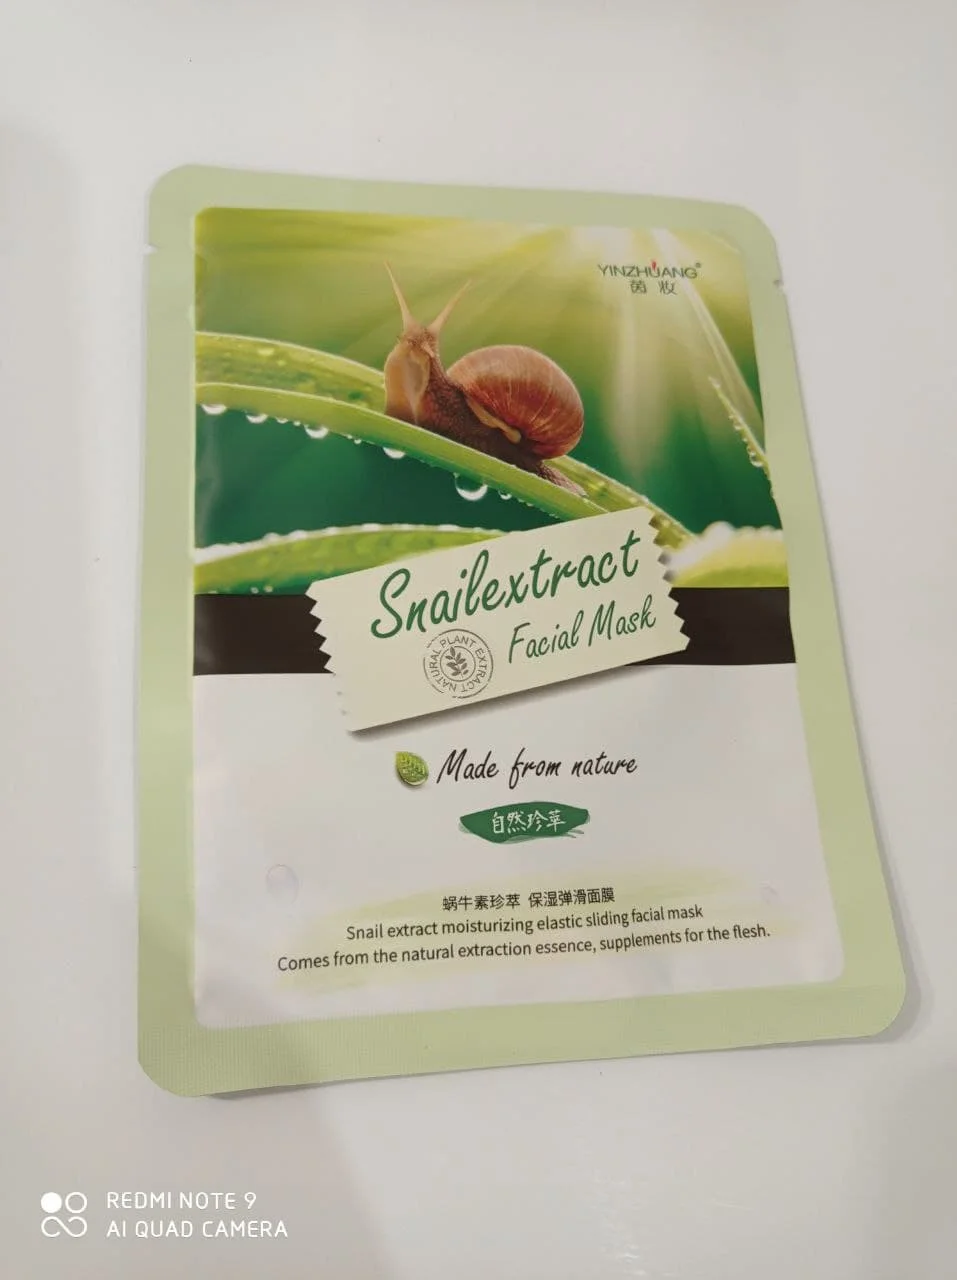 YINZHUANG®
茵妆
Snailextract
Facial Mask
NATURAL PLANT EXTRACT
Made from nature
自然珍萃
蜗牛素珍萃 保湿弹滑面膜
Snail extract moisturizing elastic sliding facial mask
Comes from the natural extraction essence, supplements for the flesh.
REDMI NOTE 9
AI QUAD CAMERA